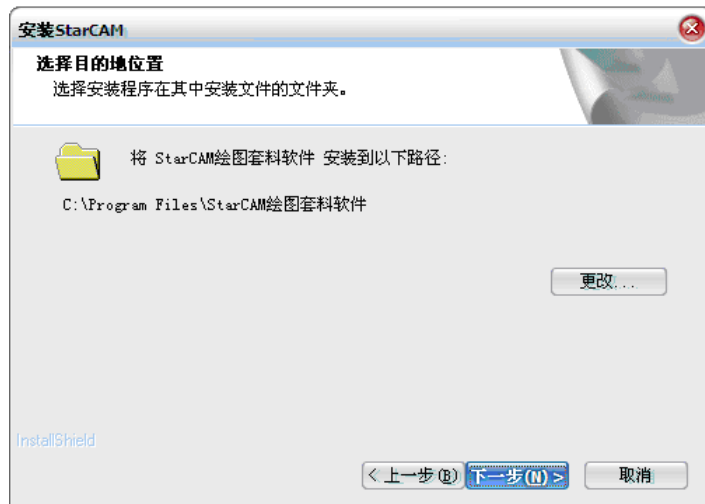 安装StarCAM
选择目的地位置
选择安装程序在其中安装文件的文件夹。
将 StarCAM绘图套料软件 安装到以下路径:
C:\Program Files\StarCAM绘图套料软件
更改...
InstallShield
< 上一步(B) 下一步(N) > 取消